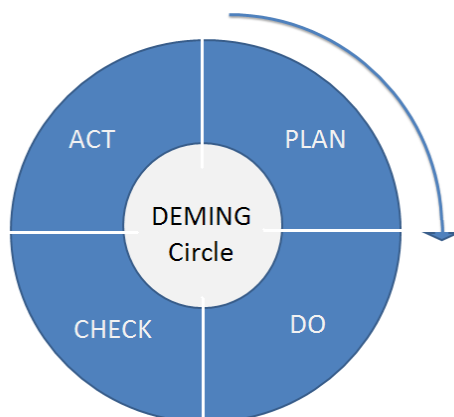 ACT
PLAN
DEMING
Circle
CHECK
DO